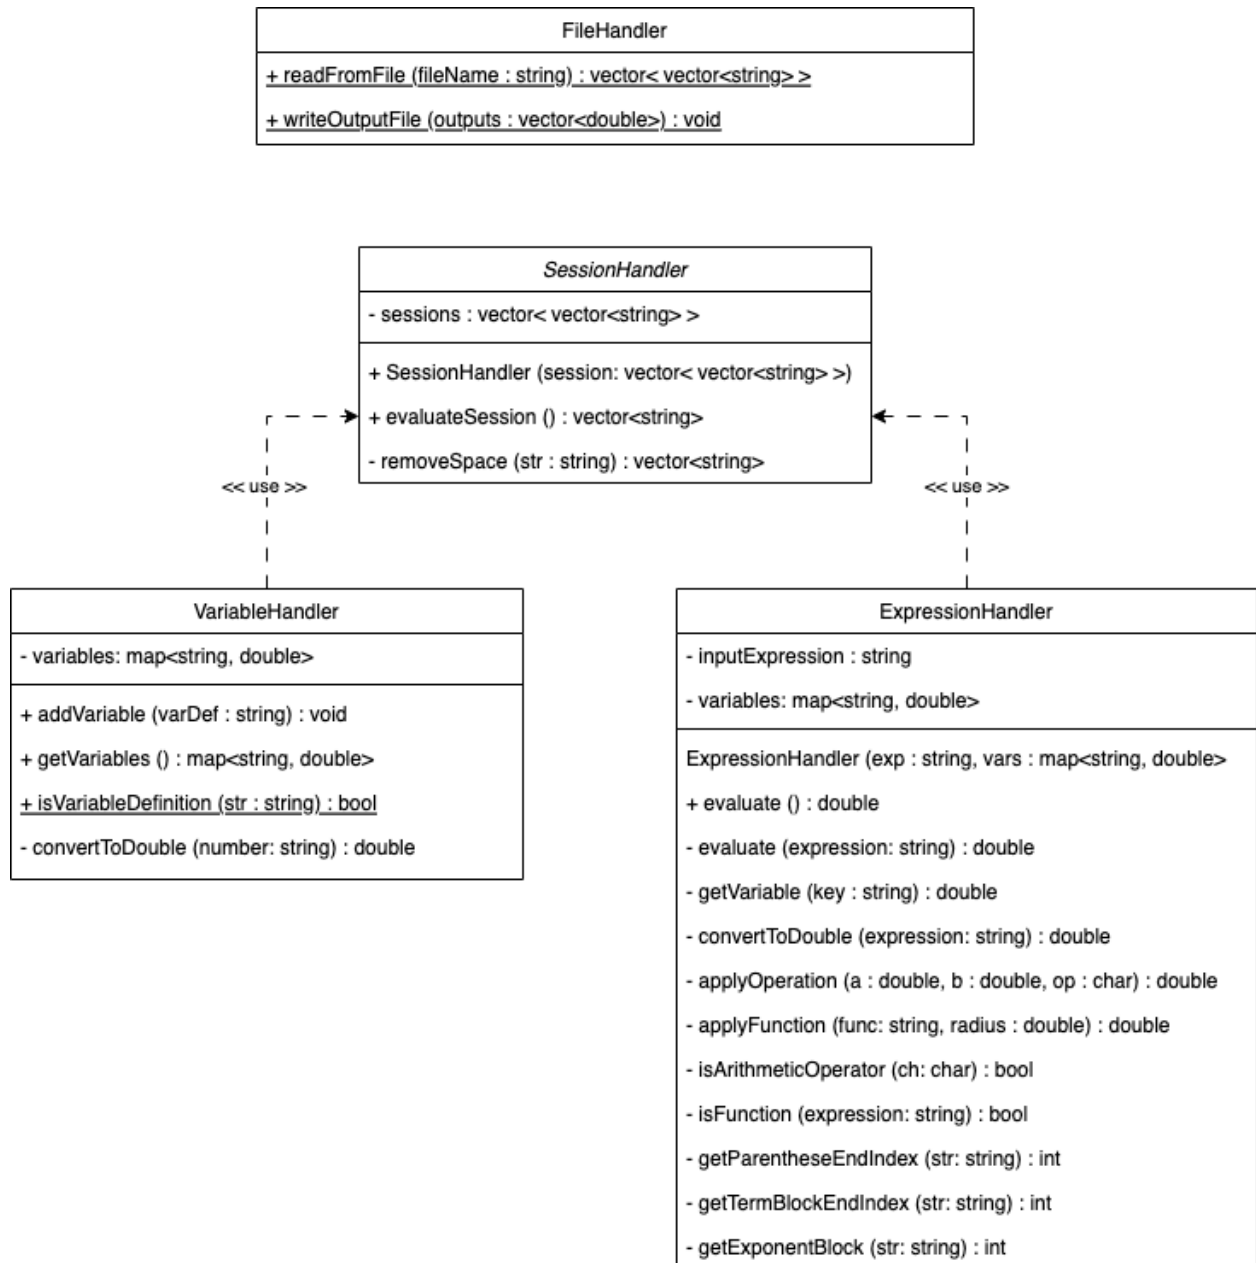 FileHandler
+ readFromFile (fileName : string) : vector< vector<string> >
+ writeOutputFile (outputs : vector<double>) : void
SessionHandler
- sessions : vector< vector<string> >
+ SessionHandler (session: vector< vector<string> >)
+ evaluateSession () : vector<string>
- removeSpace (str : string) : vector<string>
<< use >>
<< use >>
VariableHandler
- variables: map<string, double>
+ addVariable (varDef : string) : void
+ getVariables () : map<string, double>
+ isVariableDefinition (str : string) : bool
- convertToDouble (number: string) : double
ExpressionHandler
- inputExpression : string
- variables: map<string, double>
ExpressionHandler (exp : string, vars : map<string, double>
+ evaluate () : double
- evaluate (expression: string) : double
- getVariable (key : string) : double
- convertToDouble (expression: string) : double
- applyOperation (a : double, b : double, op : char) : double
- applyFunction (func: string, radius : double) : double
- isArithmeticOperator (ch: char) : bool
- isFunction (expression: string) : bool
- getParentheseEndIndex (str: string) : int
- getTermBlockEndIndex (str: string) : int
- getExponentBlock (str: string) : int